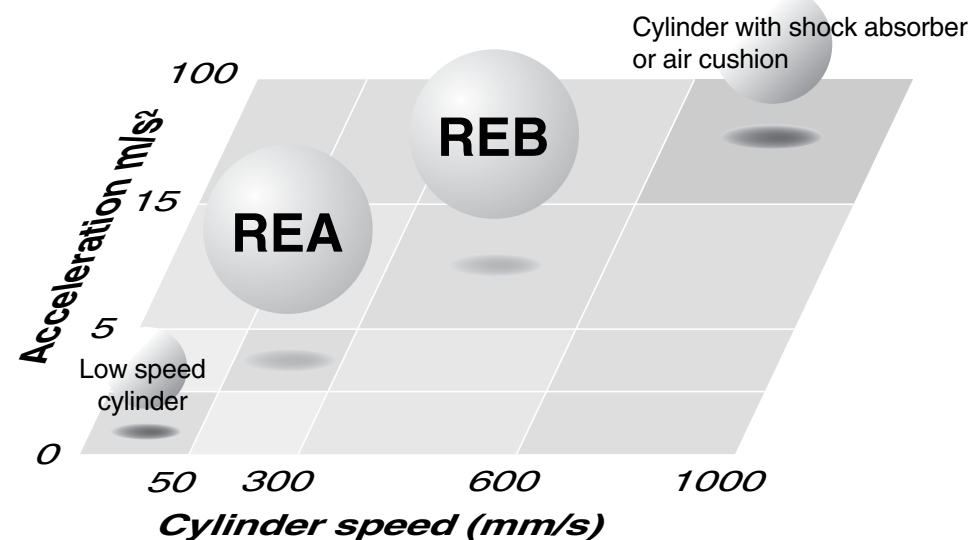 Cylinder with shock absorber
or air cushion
100
REB
15
REA
Acceleration m/s²
5
Low speed
cylinder
0
50 300 600 1000
Cylinder speed (mm/s)